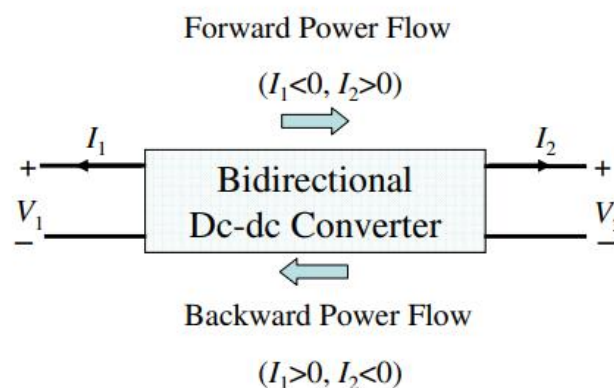 Forward Power Flow
(I₁<0, I₂>0)
I₁ I₂
+ +
Bidirectional
V₁
Dc-dc Converter
− −
Backward Power Flow
(I₁>0, I₂<0)